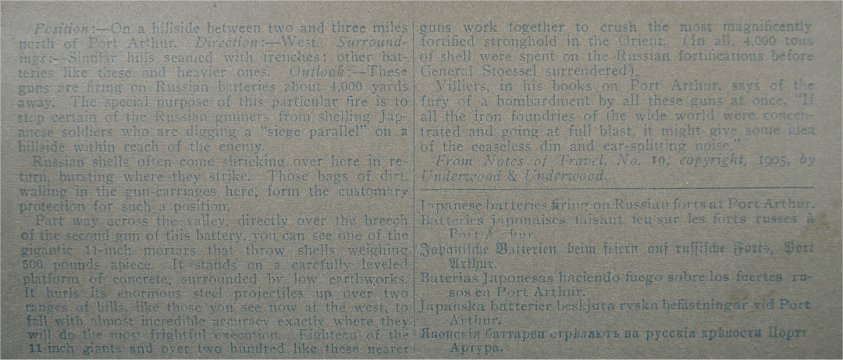 Position:—On a hillside between two and three miles
north of Port Arthur. Direction:—West. Surround-
ings:—Similar hills seamed with trenches; other bat-
teries like these and heavier ones. Outlook:—These
guns are firing on Russian batteries about 4,000 yards
away. The special purpose of this particular fire is to
stop certain of the Russian gunners from shelling Jap-
anese soldiers who are digging a "siege parallel" on a
hillside within reach of the enemy.
Russian shells often come shrieking over here in re-
turn, bursting where they strike. Those bags of dirt,
walling in the gun-carriages here, form the customary
protection for such a position.
Part way across the valley, directly over the breech
of the second gun of this battery, you can see one of the
gigantic 11-inch mortars that throw shells weighing
500 pounds apiece. It stands on a carefully leveled
platform of concrete, surrounded by low earthworks.
It hurls its enormous steel projectiles up over two
ranges of hills, like those you see now at the west, to
fall with almost incredible accuracy exactly where they
will do the most frightful execution. Eighteen of the
11 inch giants and over two hundred like these nearer
guns work together to crush the most magnificently
fortified stronghold in the Orient. (In all, 4,000 tons
of shell were spent on the Russian fortifications before
General Stoessel surrendered).
Villiers, in his books on Port Arthur, says of the
fury of a bombardment by all these guns at once, "If
all the iron foundries of the wide world were concen-
trated and going at full blast, it might give some idea
of the ceaseless din and ear-splitting noise."
From Notes of Travel, No. 19, copyright, 1905, by
Underwood & Underwood.
Japanese batteries firing on Russian forts at Port Arthur.
Batteries japonaises faisant feu sur les forts russes à
Port Arthur.
Japanische Batterien beim feiern auf russische Forts, Port
Arthur.
Baterias Japonesas haciendo fuego sobre los fuertes ru-
sos en Port Arthur.
Japanska batterier beskjuta ryska befästningar vid Port
Arthur.
Японскія баттареи стрѣляютъ на русскія крѣпости Портъ
Артура.